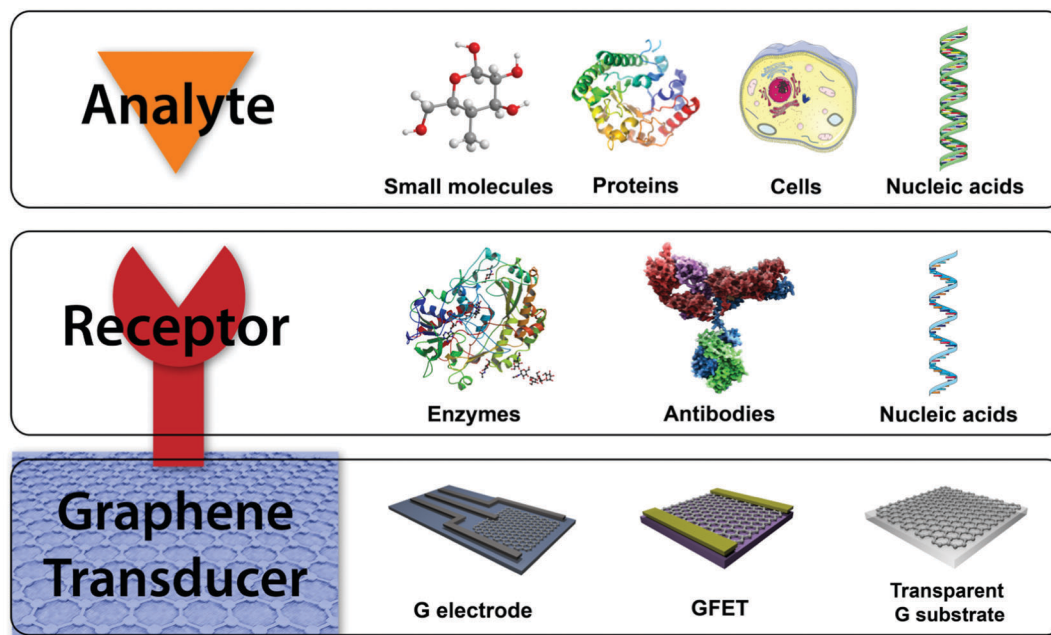 Analyte
Small molecules
Proteins
Cells
Nucleic acids
Receptor
Enzymes
Antibodies
Nucleic acids
Graphene
Transducer
G electrode
GFET
Transparent
G substrate